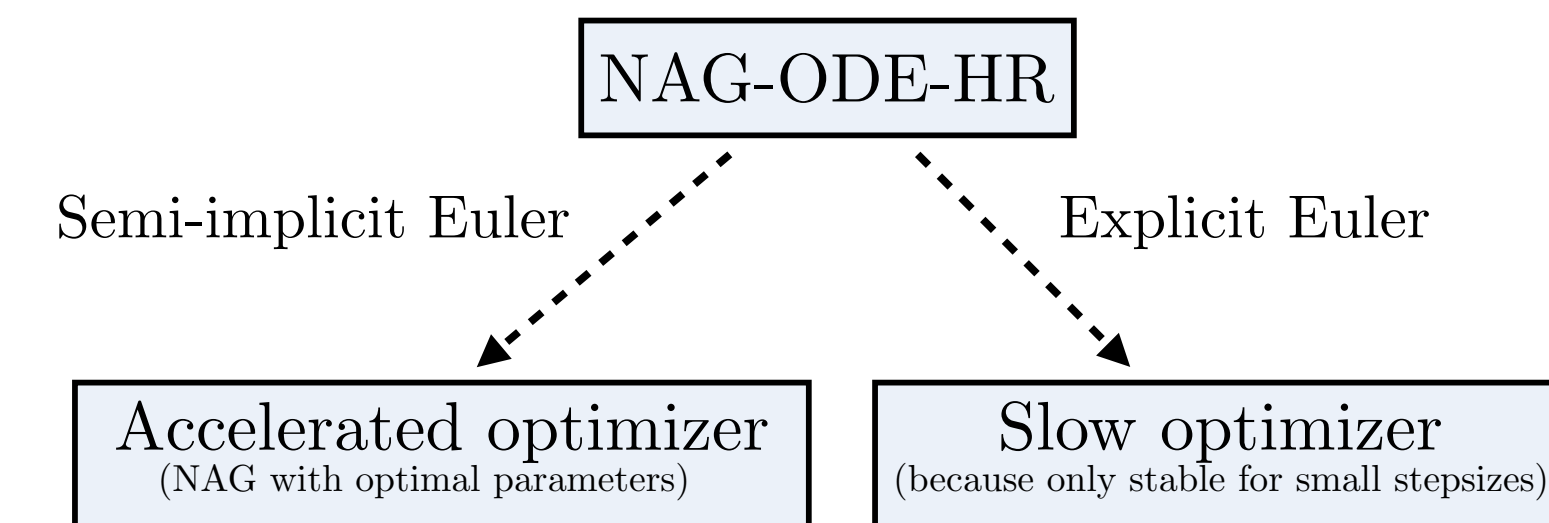 NAG-ODE-HR
Semi-implicit Euler
Explicit Euler
Accelerated optimizer
(NAG with optimal parameters)
Slow optimizer
(because only stable for small stepsizes)